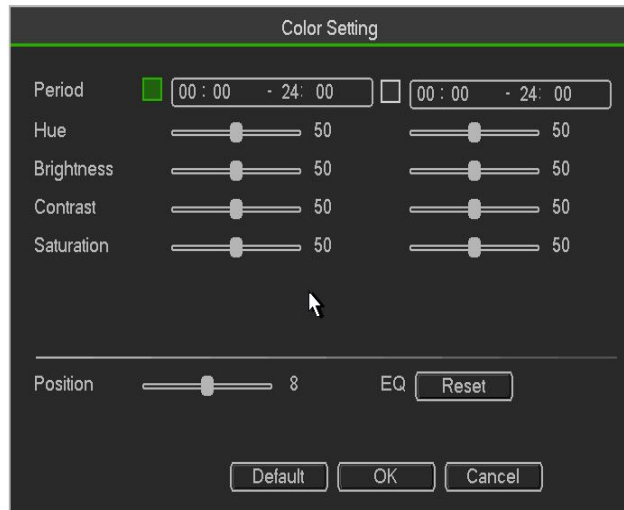 Color Setting
Period 00 : 00 - 24: 00 00 : 00 - 24: 00
Hue 50 50
Brightness 50 50
Contrast 50 50
Saturation 50 50
Position 8 EQ Reset
Default OK Cancel